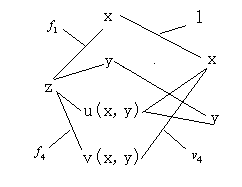 f₁ x 1
y x
z
u(x, y) y
f₄ v(x, y) v₄